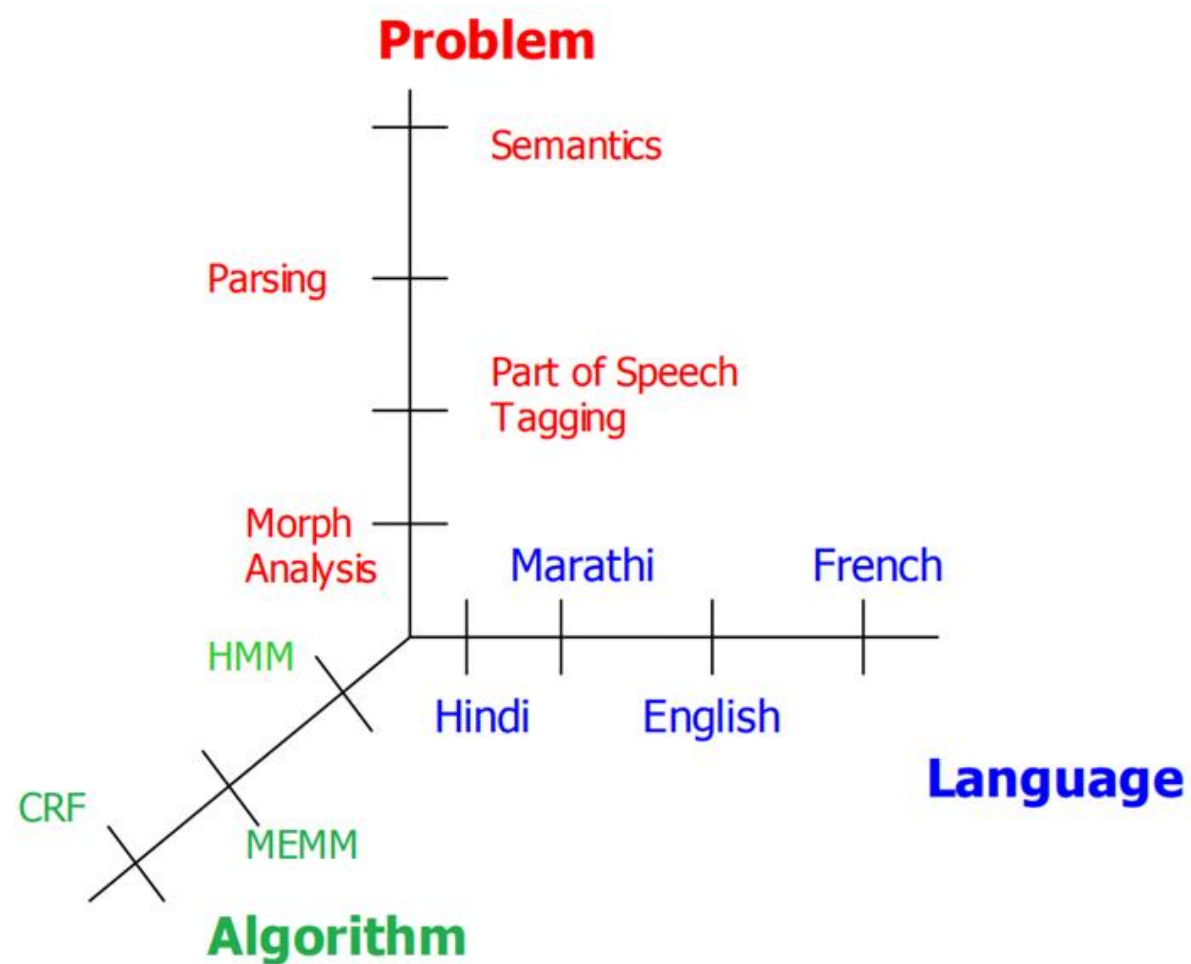 Problem
Semantics
Parsing
Part of Speech
Tagging
Morph
Analysis
Marathi
French
HMM
Hindi
English
Language
CRF
MEMM
Algorithm